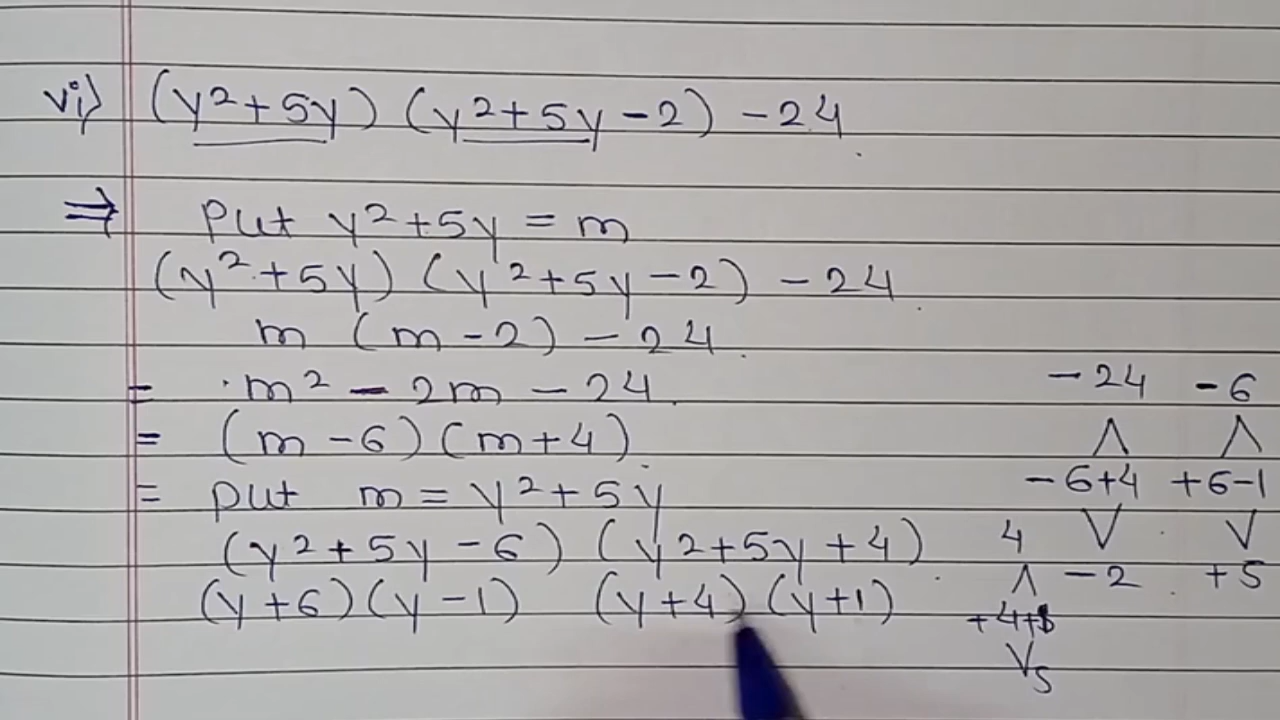 vi) (y²+5y) (y²+5y-2) -24
⇒ Put y²+5y = m
(y²+5y) (y²+5y-2) -24
m (m-2) -24
= m² - 2m - 24
= (m-6) (m+4)
= put m = y²+5y
(y²+5y-6) (y²+5y+4)
(y+6) (y-1) (y+4) (y+1)
-24 -6
-6+4 +6-1
4 -2 +5
+4+1
5